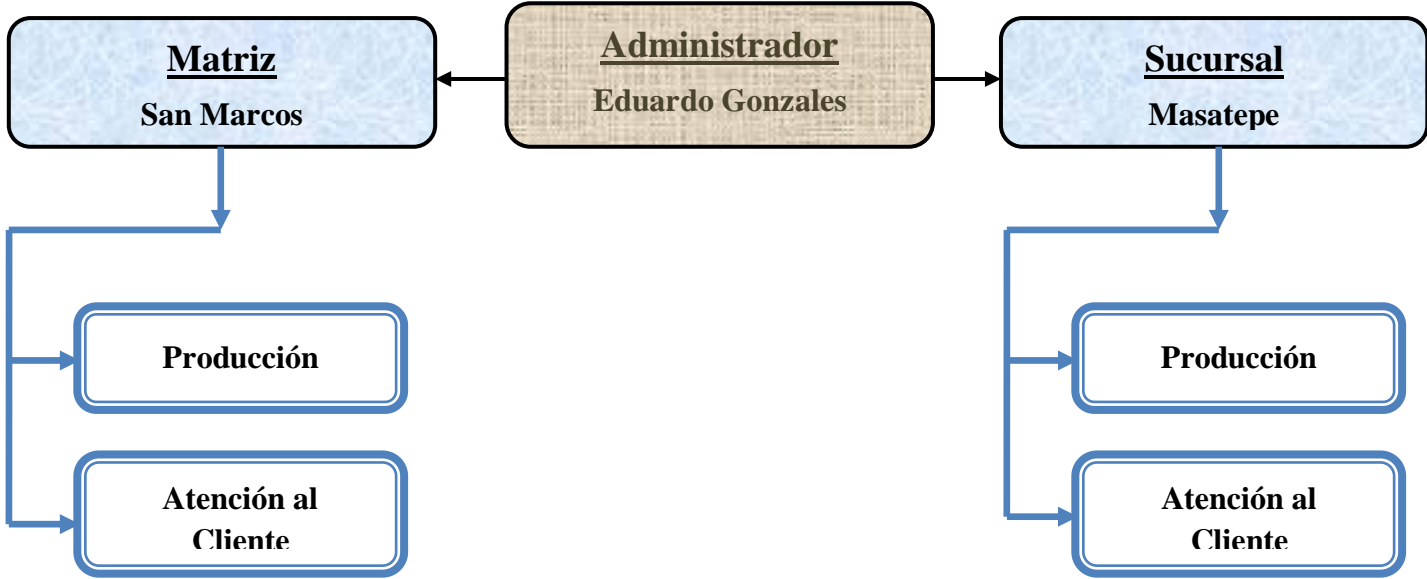 Matriz
San Marcos
Administrador
Eduardo Gonzales
Sucursal
Masatepe
Producción
Atención al
Cliente
Producción
Atención al
Cliente